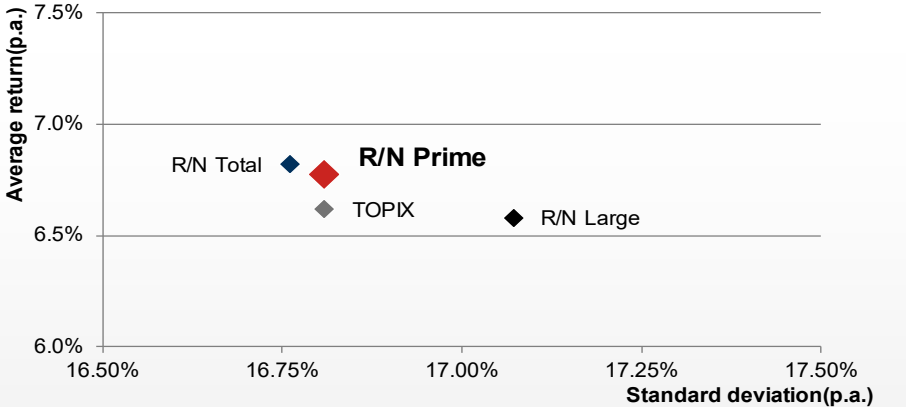 Average return(p.a.)
7.5%
7.0%
6.5%
6.0%
R/N Total
R/N Prime
TOPIX
R/N Large
16.50%
16.75%
17.00%
17.25%
17.50%
Standard deviation(p.a.)